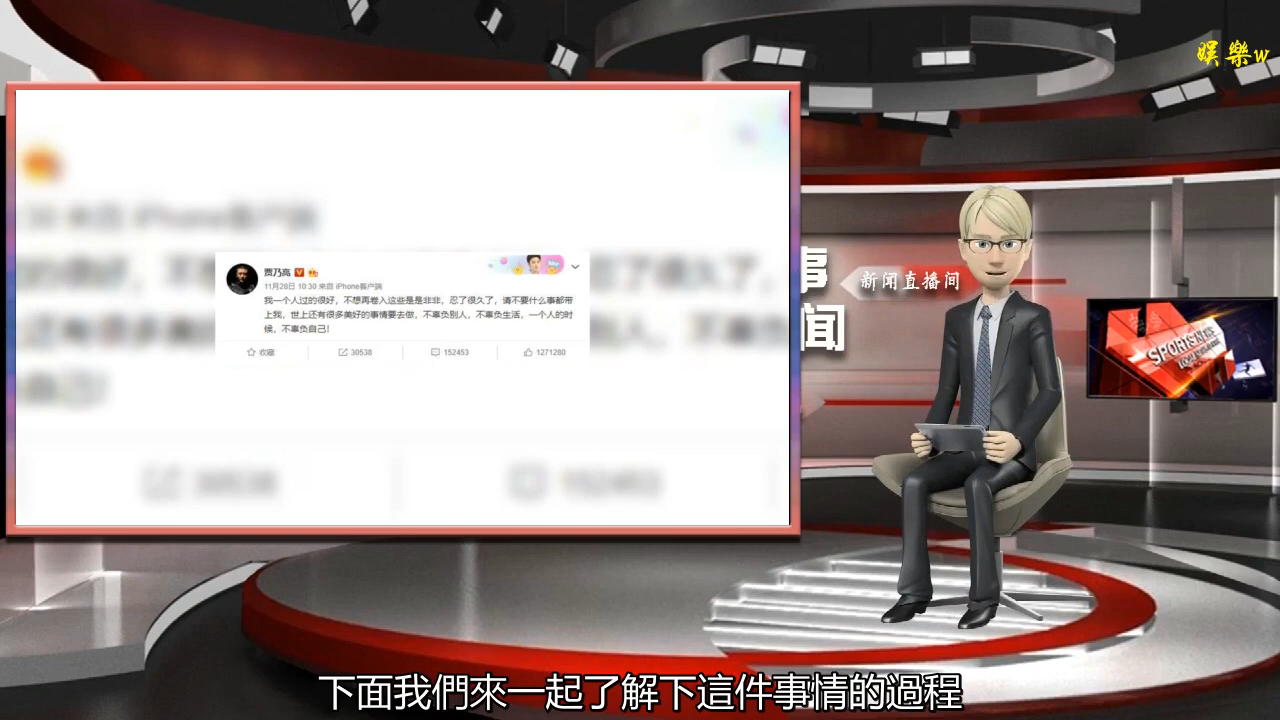 娱樂w
贾乃亮
11月28日 10:30 来自 iPhone客户端
我一个人过的很好，不想再卷入这些是是非非，忍了很久了，请不要什么事都带
上我，世上还有很多美好的事情要去做，不辜负别人，不辜负生活，一个人的时
候，不辜负自己！
收藏 30538 152453 1271280
事
闻
新闻直播间
SPORTS
下面我們來一起了解下這件事情的過程